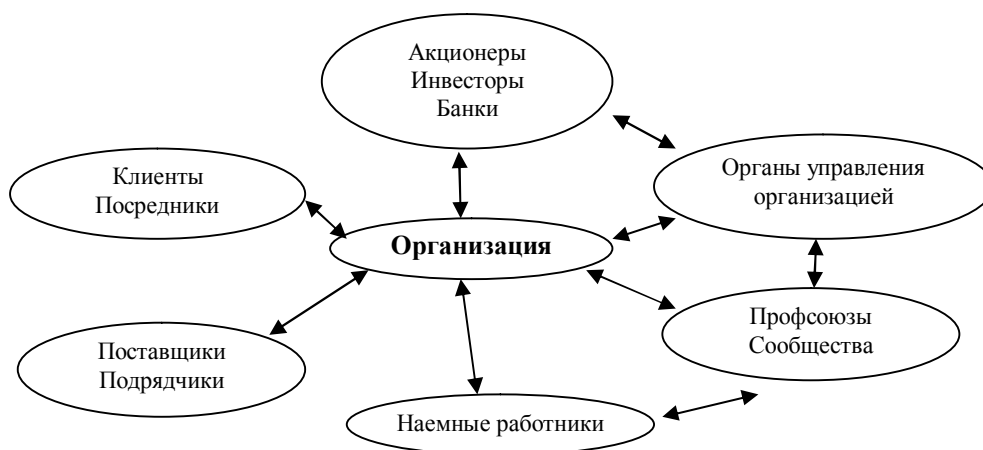 Акционеры
Инвесторы
Банки
Клиенты
Посредники
Органы управления
организацией
Организация
Профсоюзы
Сообщества
Поставщики
Подрядчики
Наемные работники